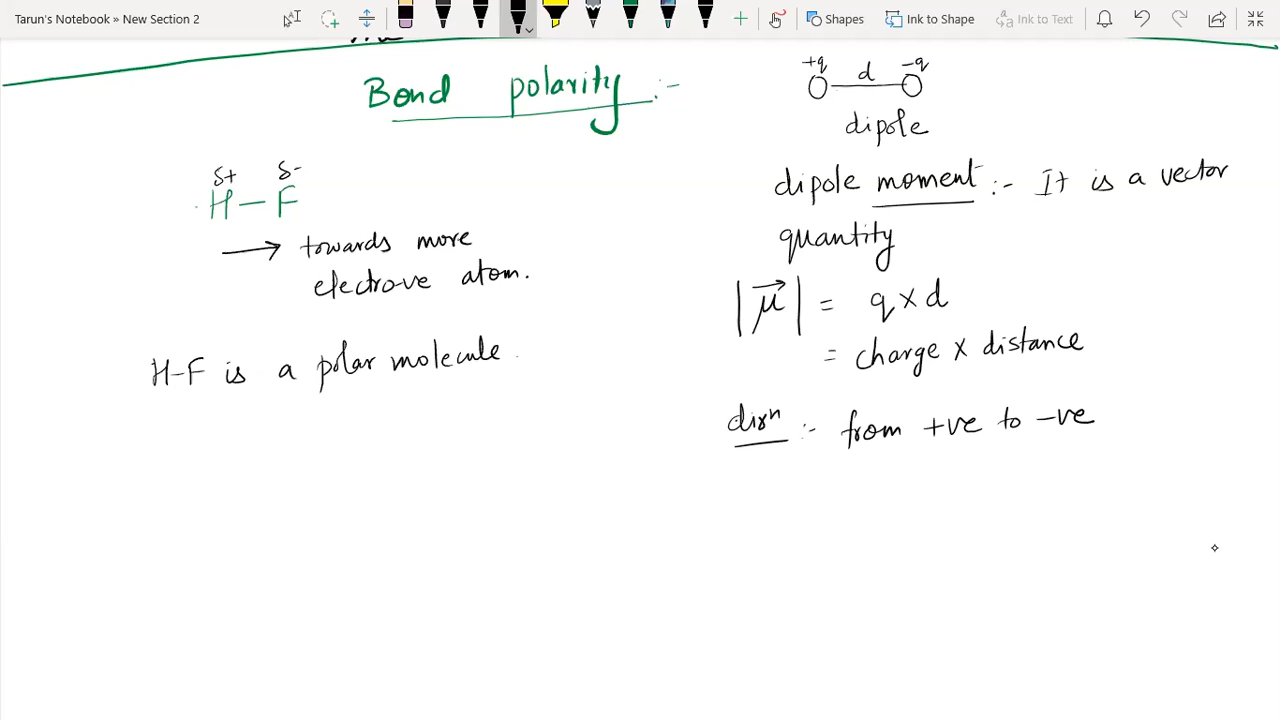 Tarun's Notebook » New Section 2
Shapes
Ink to Shape
Ink to Text
Bond polarity :-
δ+ δ-
H – F
→ towards more
electrove atom.
H-F is a polar molecule.
+q d -q
dipole
dipole moment :- It is a vector
quantity
|μ⃗| = q × d
= charge × distance
dirⁿ :- from +ve to -ve